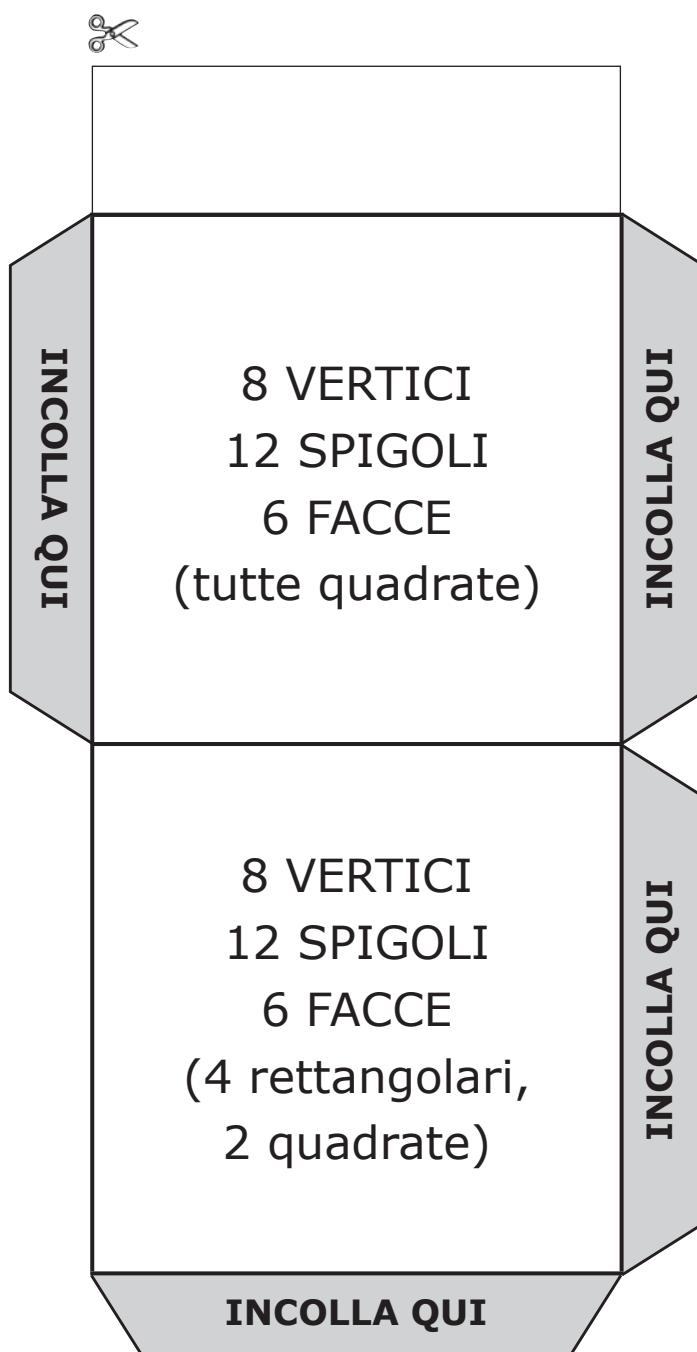 INCOLLA QUI
8 VERTICI
12 SPIGOLI
6 FACCE
(tutte quadrate)
INCOLLA QUI
8 VERTICI
12 SPIGOLI
6 FACCE
(4 rettangolari,
2 quadrate)
INCOLLA QUI
INCOLLA QUI